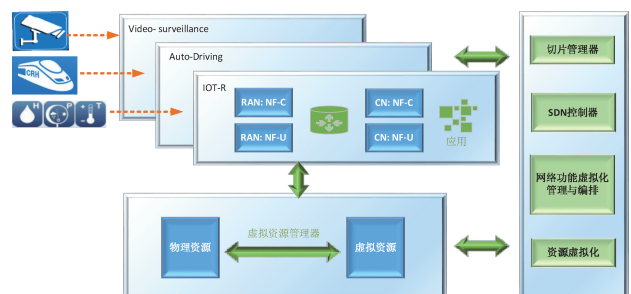 Video- surveillance
Auto-Driving
IOT-R
CRH
H
P
T
RAN: NF-C
CN: NF-C
RAN: NF-U
CN: NF-U
应用
虚拟资源管理器
物理资源
虚拟资源
切片管理器
SDN控制器
网络功能虚拟化
管理与编排
资源虚拟化